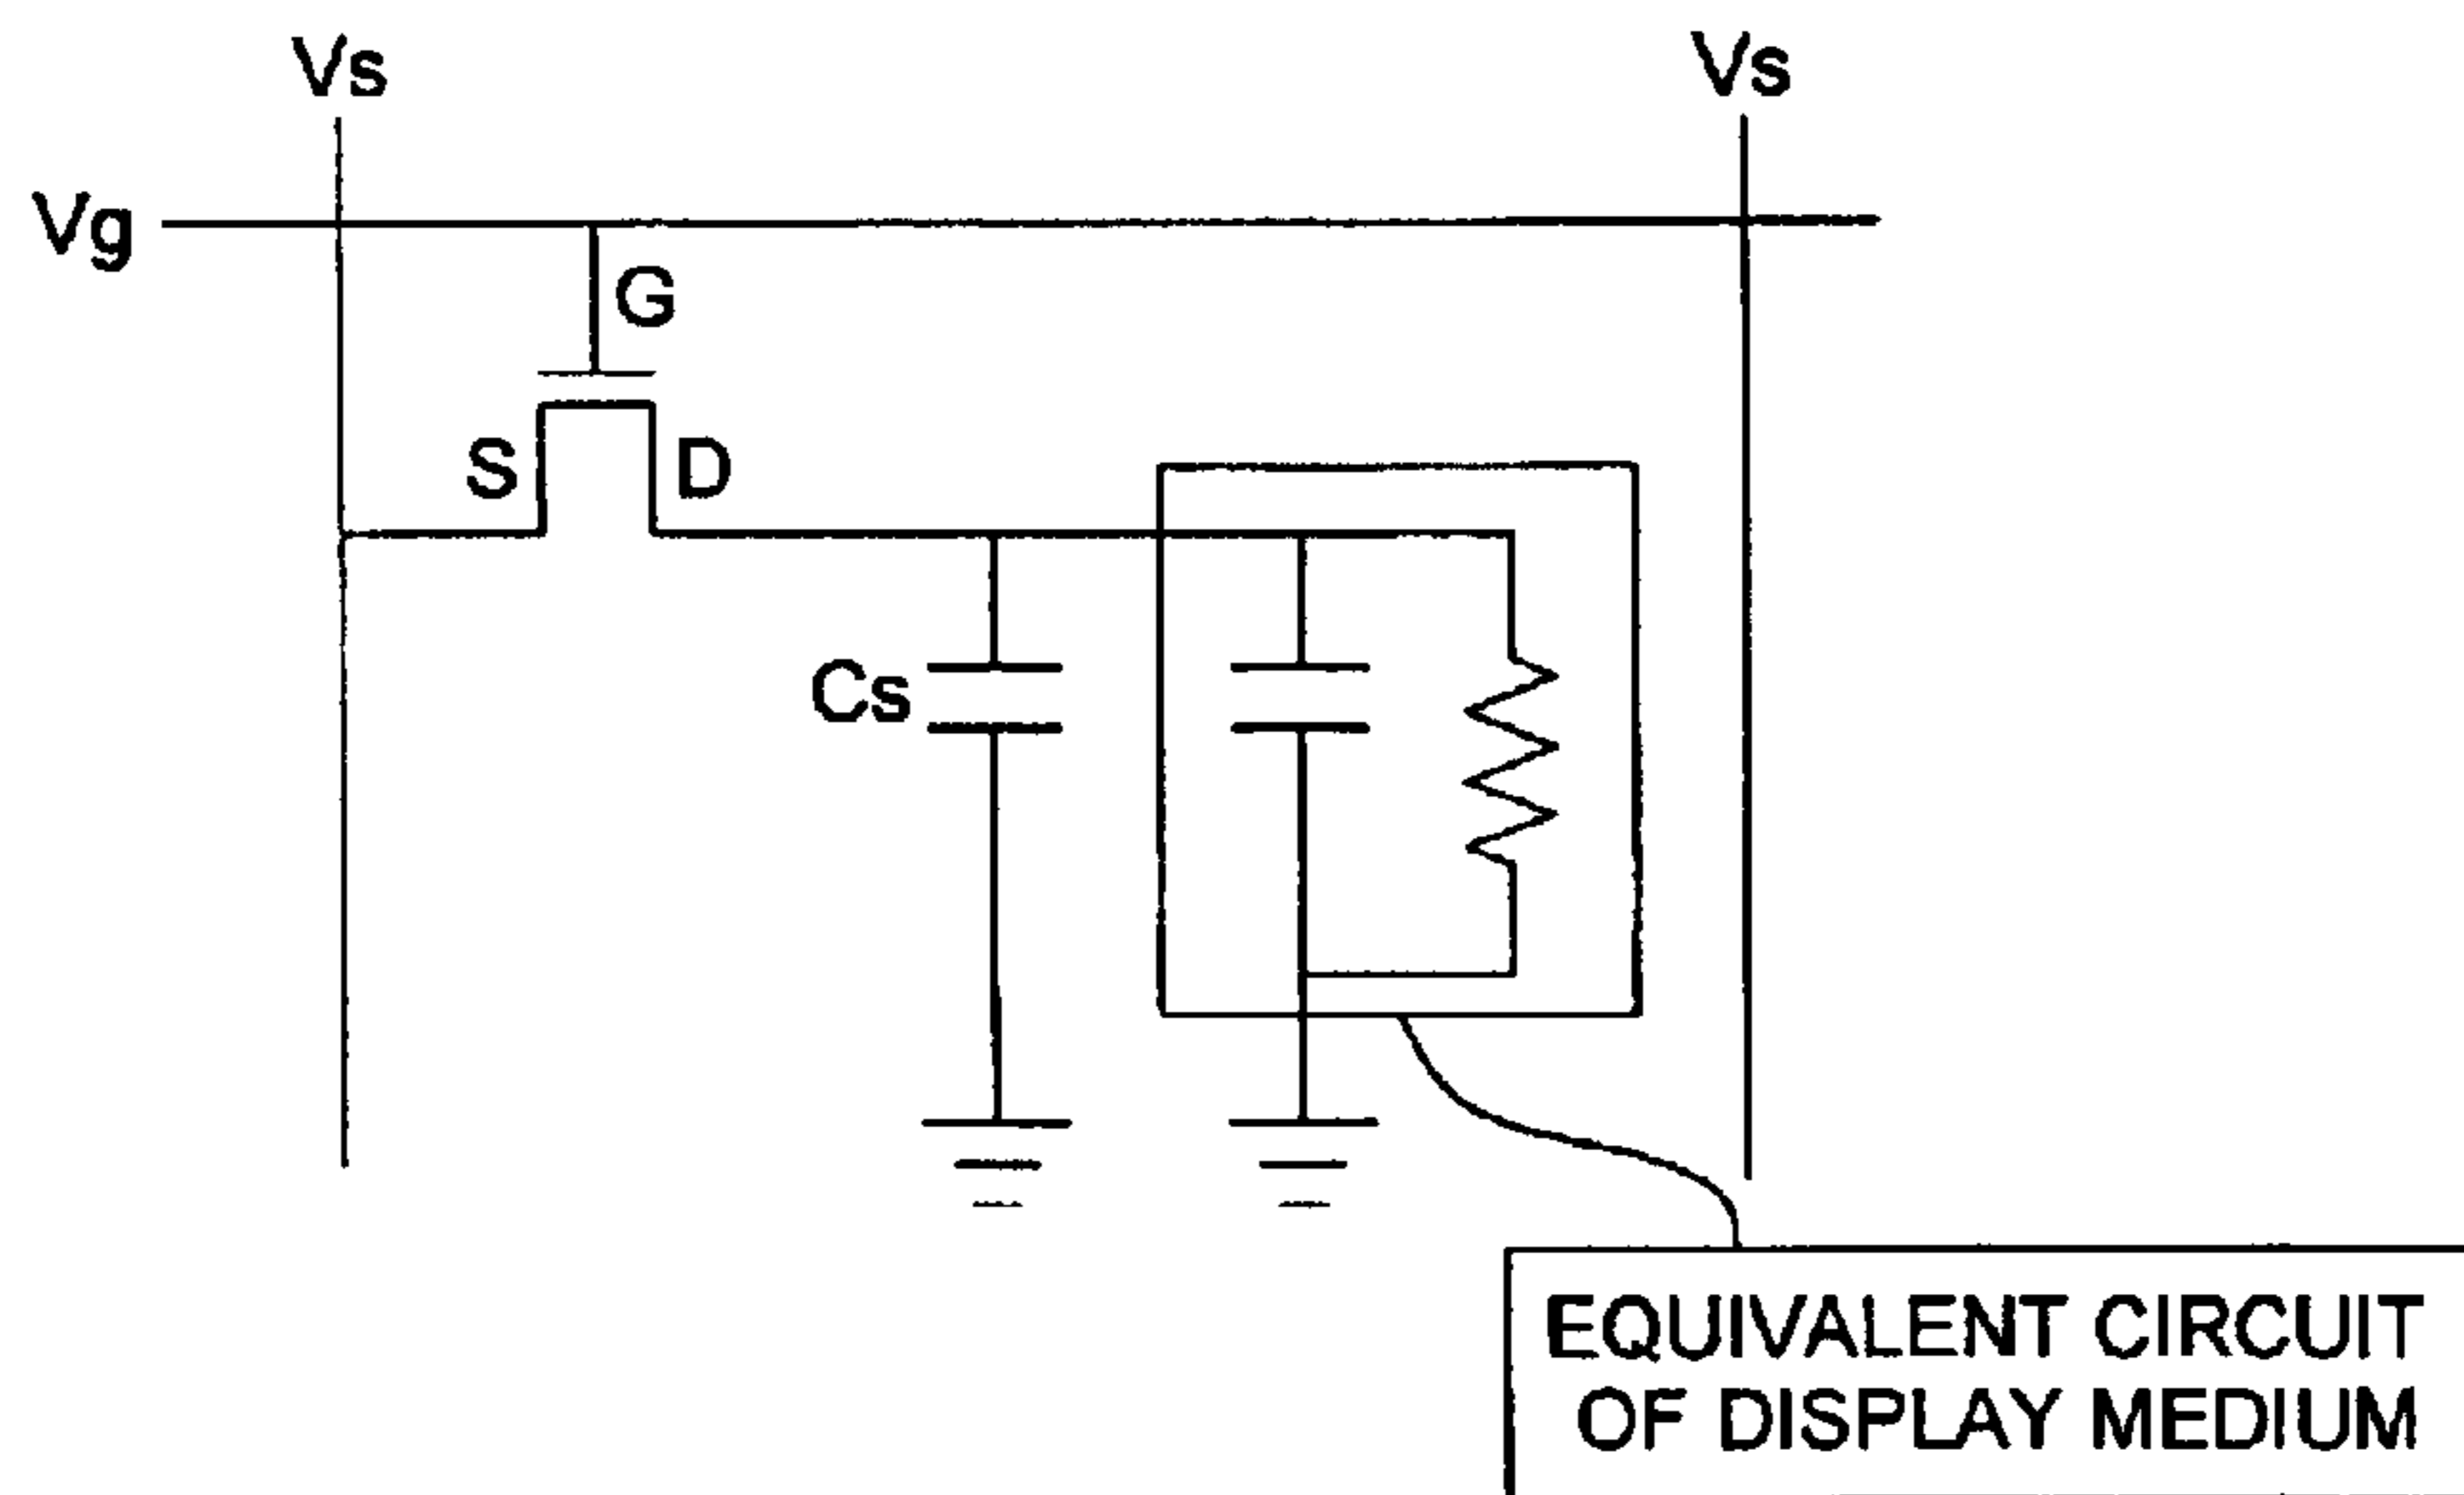 Vs
Vs
Vg
G
S
D
Cs
EQUIVALENT CIRCUIT
OF DISPLAY MEDIUM